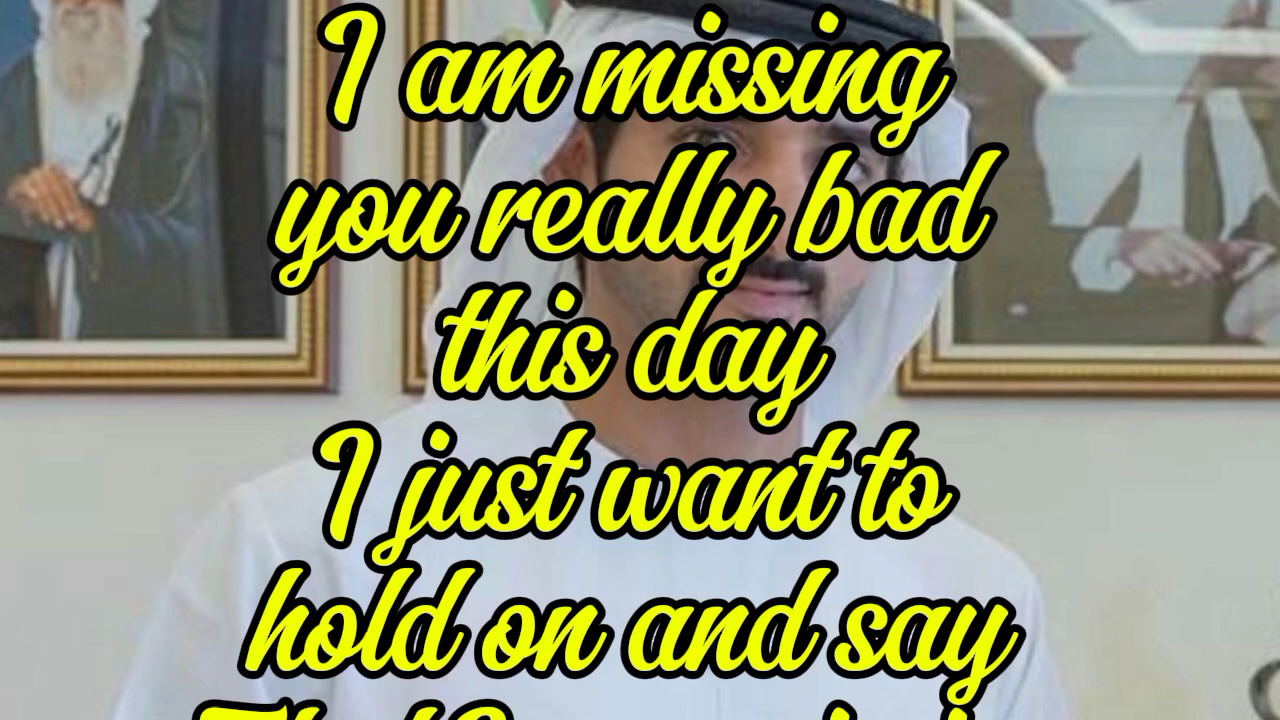 I am missing
you really bad
this day
I just want to
hold on and say